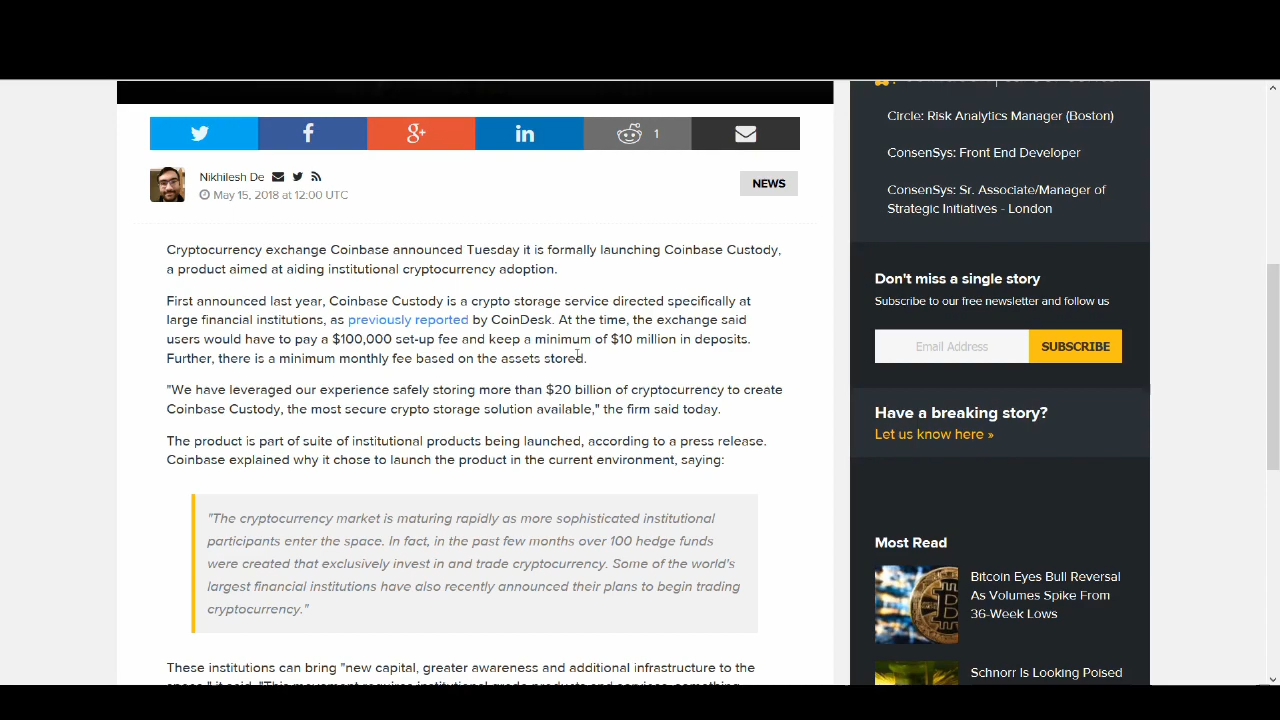 1
Nikhilesh De
May 15, 2018 at 12:00 UTC
NEWS
Cryptocurrency exchange Coinbase announced Tuesday it is formally launching Coinbase Custody,
a product aimed at aiding institutional cryptocurrency adoption.
First announced last year, Coinbase Custody is a crypto storage service directed specifically at
large financial institutions, as previously reported by CoinDesk. At the time, the exchange said
users would have to pay a $100,000 set-up fee and keep a minimum of $10 million in deposits.
Further, there is a minimum monthly fee based on the assets stored.
"We have leveraged our experience safely storing more than $20 billion of cryptocurrency to create
Coinbase Custody, the most secure crypto storage solution available," the firm said today.
The product is part of suite of institutional products being launched, according to a press release.
Coinbase explained why it chose to launch the product in the current environment, saying:
"The cryptocurrency market is maturing rapidly as more sophisticated institutional
participants enter the space. In fact, in the past few months over 100 hedge funds
were created that exclusively invest in and trade cryptocurrency. Some of the world's
largest financial institutions have also recently announced their plans to begin trading
cryptocurrency."
These institutions can bring "new capital, greater awareness and additional infrastructure to the
Circle: Risk Analytics Manager (Boston)
ConsenSys: Front End Developer
ConsenSys: Sr. Associate/Manager of
Strategic Initiatives - London
Don't miss a single story
Subscribe to our free newsletter and follow us
Email Address
SUBSCRIBE
Have a breaking story?
Let us know here »
Most Read
Bitcoin Eyes Bull Reversal
As Volumes Spike From
36-Week Lows
Schnorr Is Looking Poised